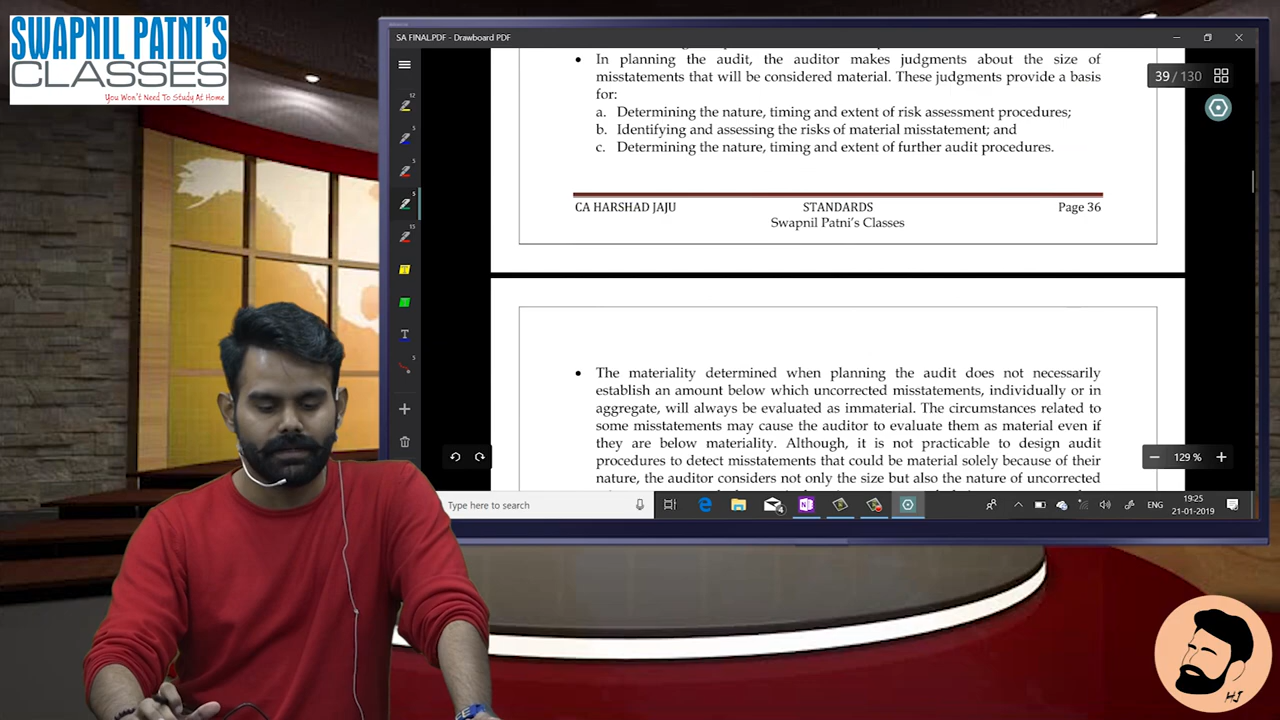 SWAPNIL PATNI'S
CLASSES
You Won't Need To Study At Home
SA FINAL.PDF - Drawboard PDF
39 / 130
• In planning the audit, the auditor makes judgments about the size of
misstatements that will be considered material. These judgments provide a basis
for:
a. Determining the nature, timing and extent of risk assessment procedures;
b. Identifying and assessing the risks of material misstatement; and
c. Determining the nature, timing and extent of further audit procedures.
CA HARSHAD JAJU STANDARDS Page 36
Swapnil Patni's Classes
• The materiality determined when planning the audit does not necessarily
establish an amount below which uncorrected misstatements, individually or in
aggregate, will always be evaluated as immaterial. The circumstances related to
some misstatements may cause the auditor to evaluate them as material even if
they are below materiality. Although, it is not practicable to design audit
procedures to detect misstatements that could be material solely because of their
nature, the auditor considers not only the size but also the nature of uncorrected
129 %
Type here to search
ENG
19:25
21-01-2019
HJ